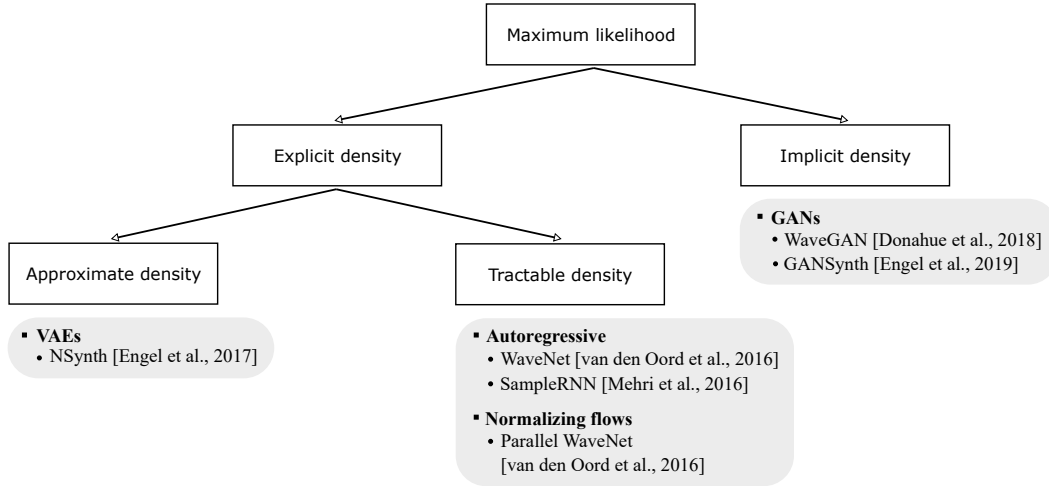 Maximum likelihood
Explicit density
Implicit density
▪ GANs
• WaveGAN [Donahue et al., 2018]
• GANSynth [Engel et al., 2019]
Approximate density
Tractable density
▪ VAEs
• NSynth [Engel et al., 2017]
▪ Autoregressive
• WaveNet [van den Oord et al., 2016]
• SampleRNN [Mehri et al., 2016]
▪ Normalizing flows
• Parallel WaveNet
[van den Oord et al., 2016]